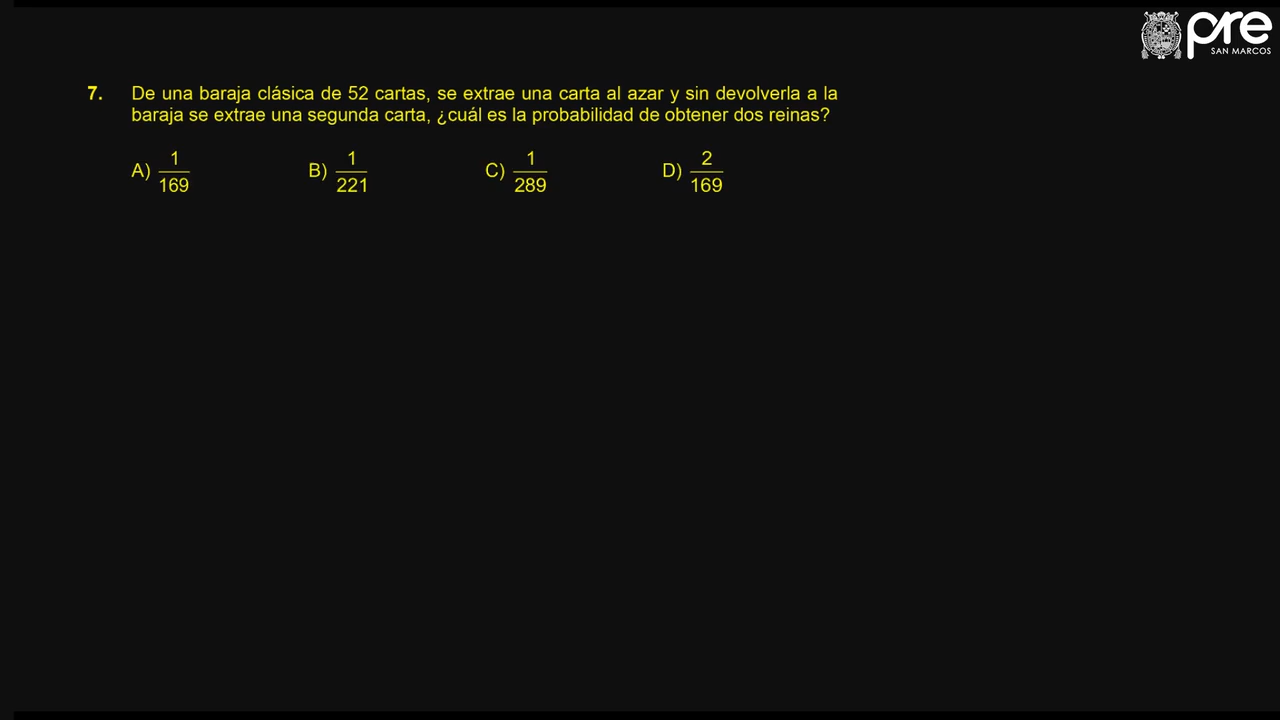 pre
SAN MARCOS
7. De una baraja clásica de 52 cartas, se extrae una carta al azar y sin devolverla a la
baraja se extrae una segunda carta, ¿cuál es la probabilidad de obtener dos reinas?
A) 1/169 B) 1/221 C) 1/289 D) 2/169